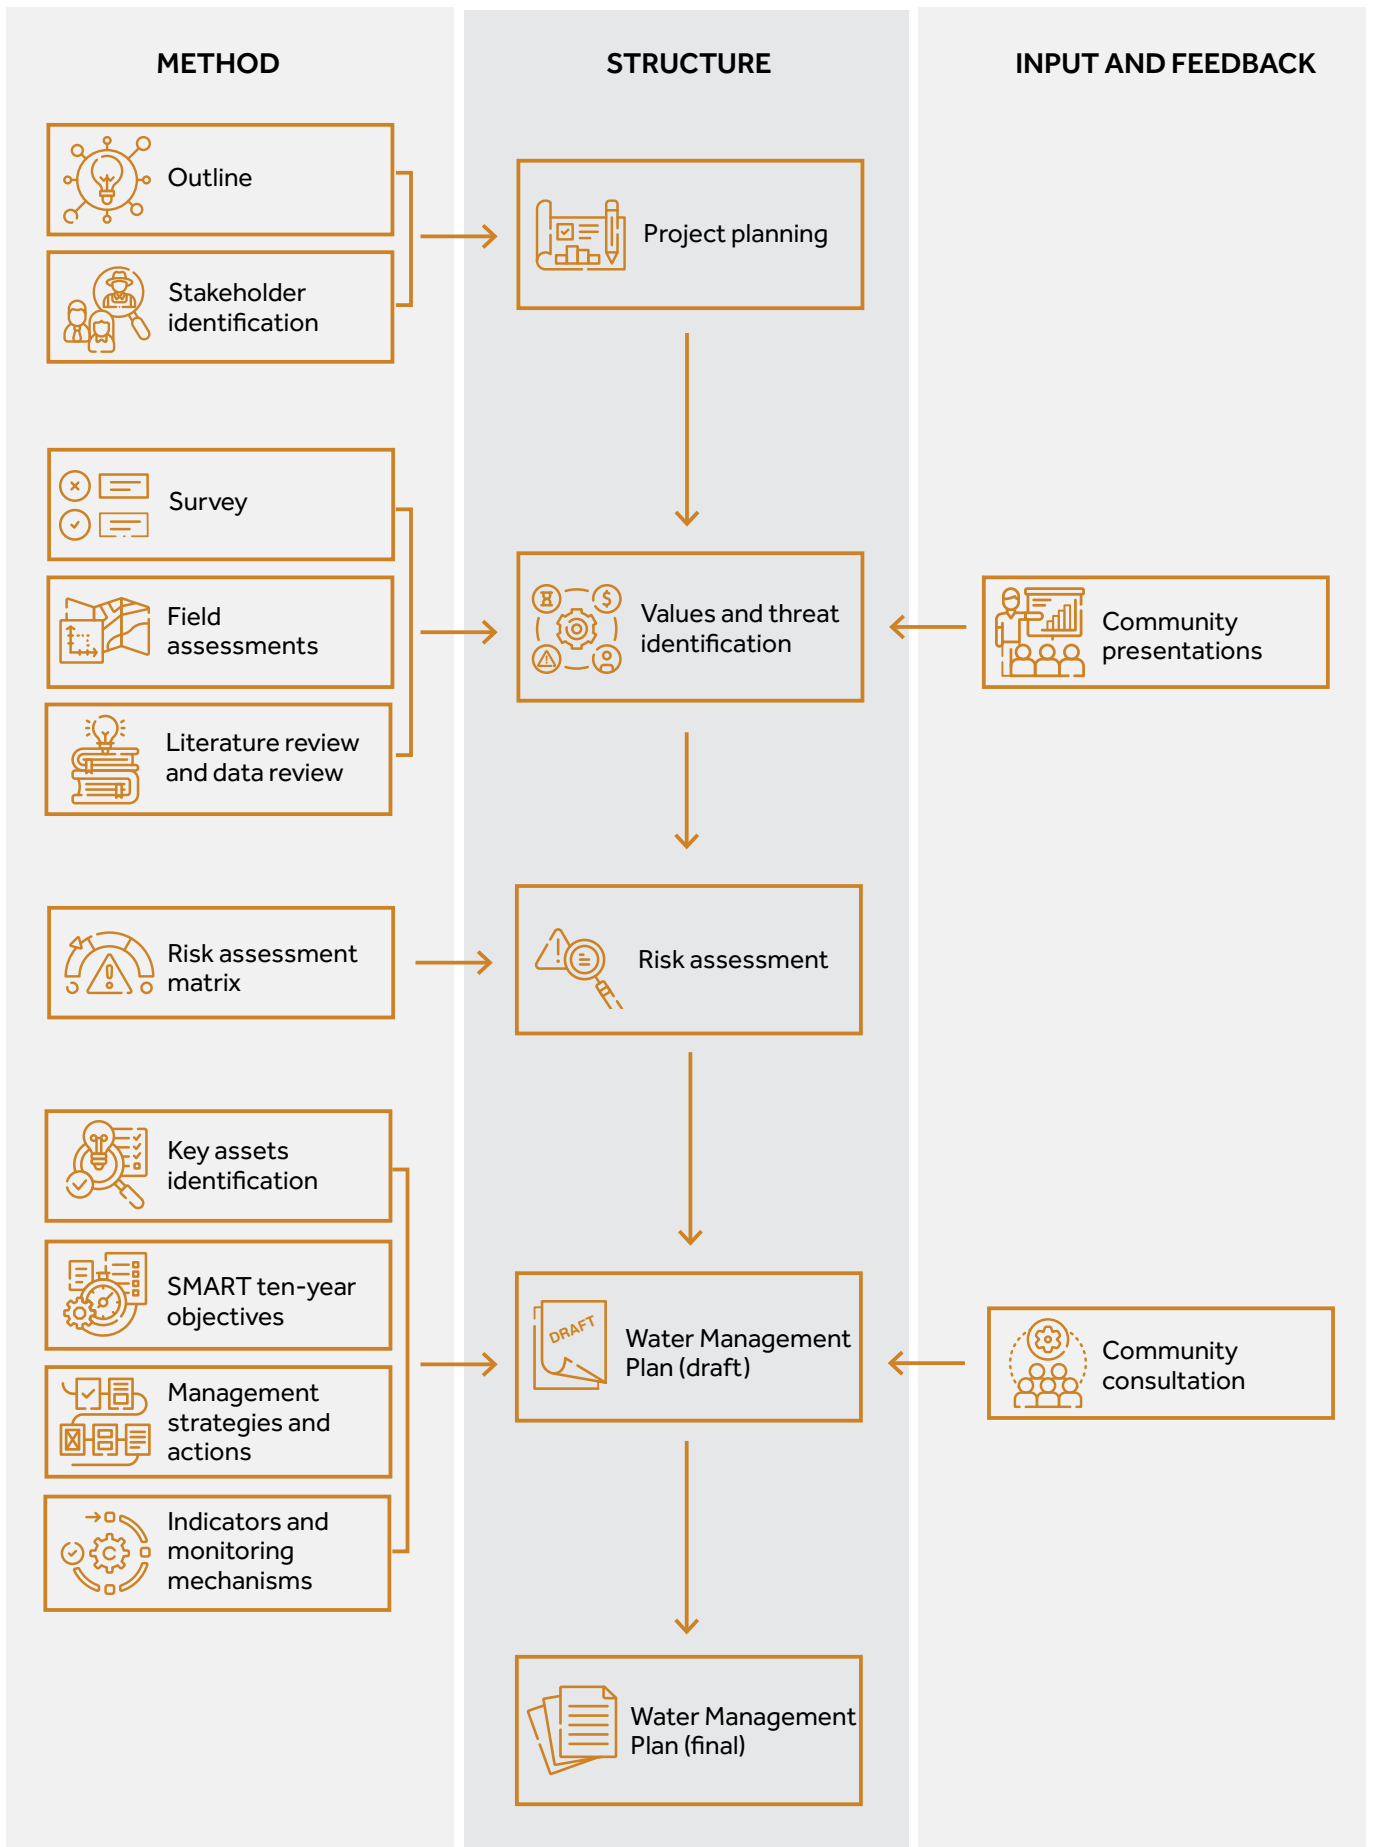 METHOD
STRUCTURE
INPUT AND FEEDBACK
Outline
Stakeholder
identification
Project planning
Survey
Field
assessments
Literature review
and data review
Values and threat
identification
Community
presentations
Risk assessment
matrix
Risk assessment
Key assets
identification
SMART ten-year
objectives
Management
strategies and
actions
Indicators and
monitoring
mechanisms
DRAFT
Water Management
Plan (draft)
Community
consultation
Water Management
Plan (final)